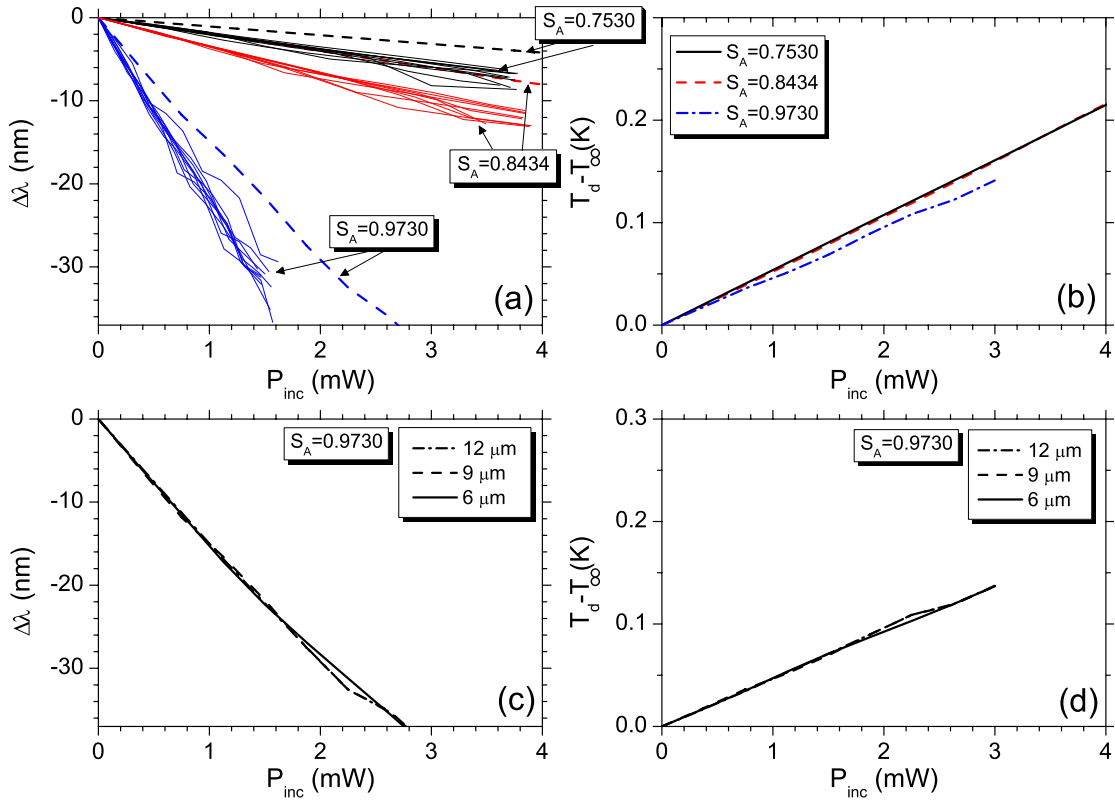 0
-10
-20
-30
Δλ (nm)
0 1 2 3 4
P_inc (mW)
S_A=0.7530
S_A=0.8434
S_A=0.9730
(a)
0.2
0.1
0.0
T_d-T_∞(K)
0 1 2 3 4
P_inc (mW)
S_A=0.7530
S_A=0.8434
S_A=0.9730
(b)
0
-10
-20
-30
Δλ (nm)
0 1 2 3 4
P_inc (mW)
S_A=0.9730
12 μm
9 μm
6 μm
(c)
0.3
0.2
0.1
0.0
T_d-T_∞(K)
0 1 2 3 4
P_inc (mW)
S_A=0.9730
12 μm
9 μm
6 μm
(d)